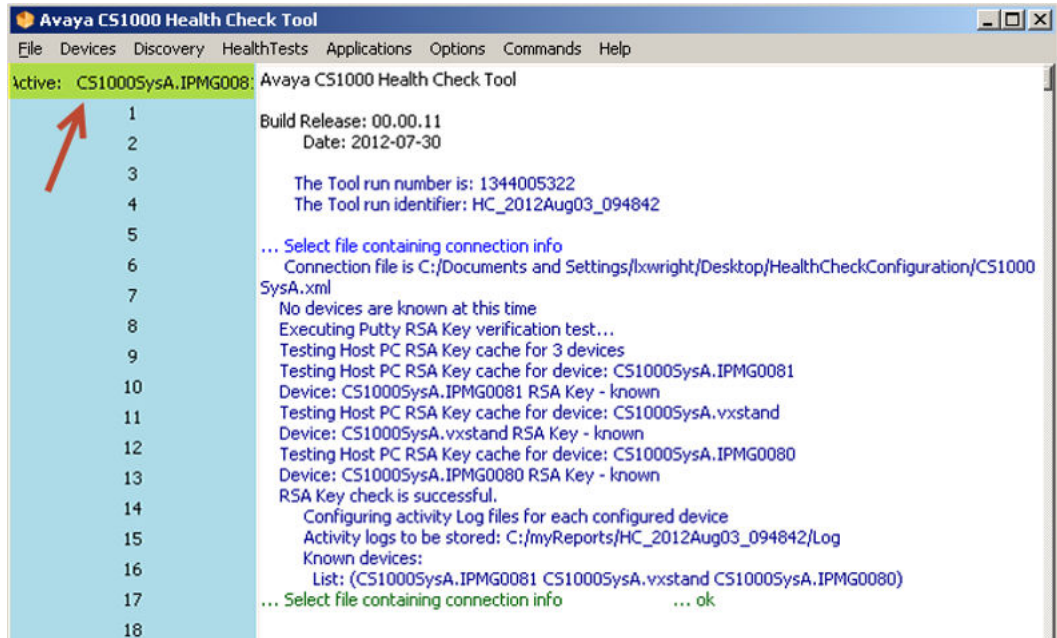 Avaya CS1000 Health Check Tool
File Devices Discovery HealthTests Applications Options Commands Help
Active: CS1000SysA.IPMG0081
1
2
3
4
5
6
7
8
9
10
11
12
13
14
15
16
17
18
Avaya CS1000 Health Check Tool
Build Release: 00.00.11
Date: 2012-07-30
The Tool run number is: 1344005322
The Tool run identifier: HC_2012Aug03_094842
... Select file containing connection info
Connection file is C:/Documents and Settings/lxwright/Desktop/HealthCheckConfiguration/CS1000
SysA.xml
No devices are known at this time
Executing Putty RSA Key verification test...
Testing Host PC RSA Key cache for 3 devices
Testing Host PC RSA Key cache for device: CS1000SysA.IPMG0081
Device: CS1000SysA.IPMG0081 RSA Key - known
Testing Host PC RSA Key cache for device: CS1000SysA.vxstand
Device: CS1000SysA.vxstand RSA Key - known
Testing Host PC RSA Key cache for device: CS1000SysA.IPMG0080
Device: CS1000SysA.IPMG0080 RSA Key - known
RSA Key check is successful.
Configuring activity Log files for each configured device
Activity logs to be stored: C:/myReports/HC_2012Aug03_094842/Log
Known devices:
List: (CS1000SysA.IPMG0081 CS1000SysA.vxstand CS1000SysA.IPMG0080)
... Select file containing connection info ... ok